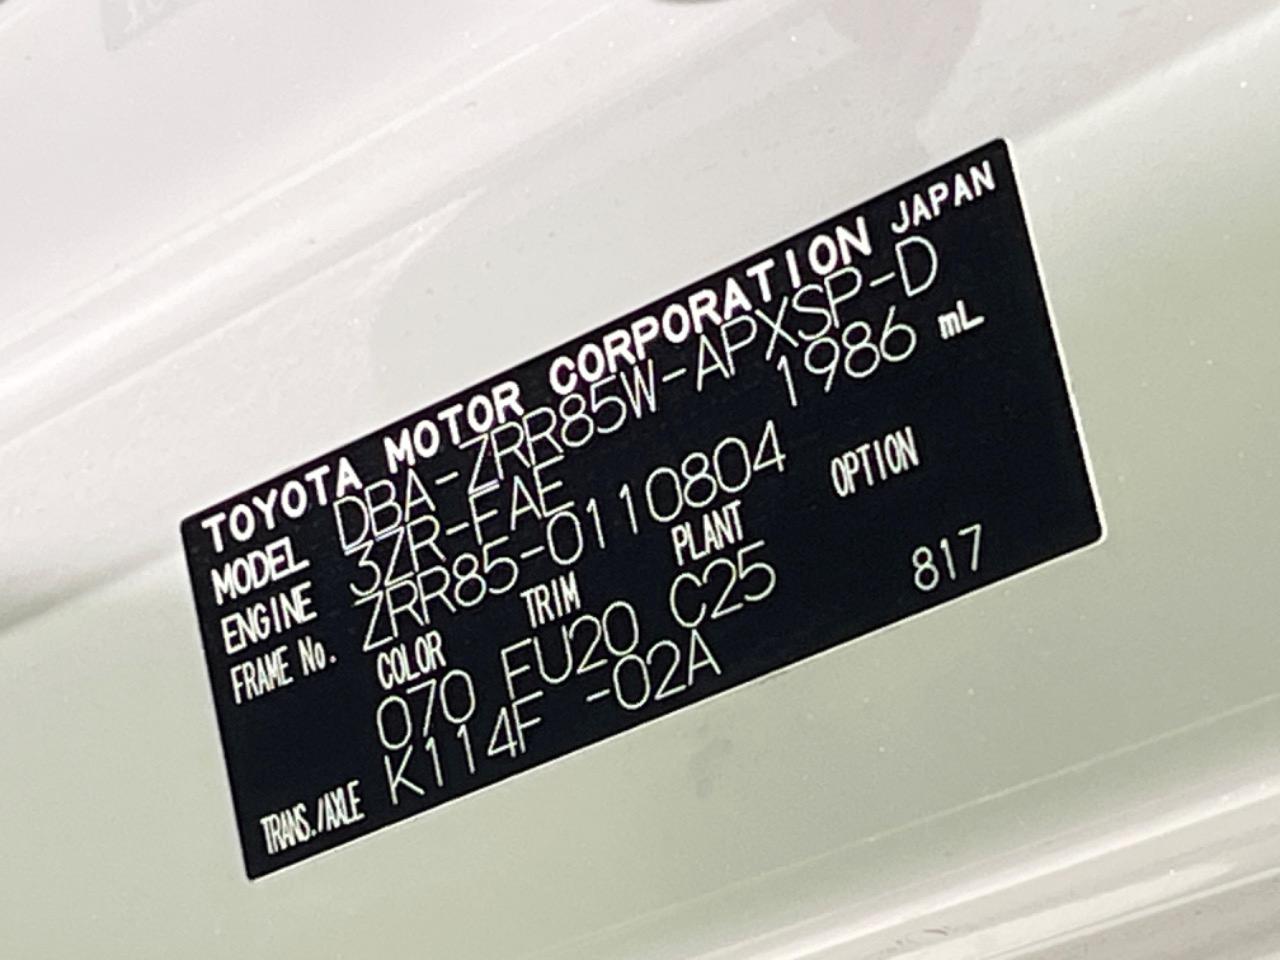 TOYOTA MOTOR CORPORATION JAPAN
MODEL DBA-ZRR85W-APXSP-D
ENGINE 3ZR-FAE 1986 mL
FRAME No. ZRR85-0110804
COLOR TRIM PLANT OPTION
070 FU20 C25 817
TRANS./AXLE K114F -02A